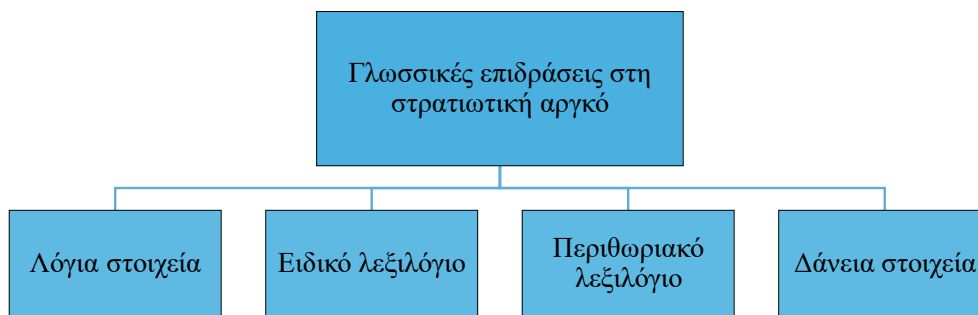 Γλωσσικές επιδράσεις στη
στρατιωτική αργκό
Λόγια στοιχεία
Ειδικό λεξιλόγιο
Περιθωριακό
λεξιλόγιο
Δάνεια στοιχεία